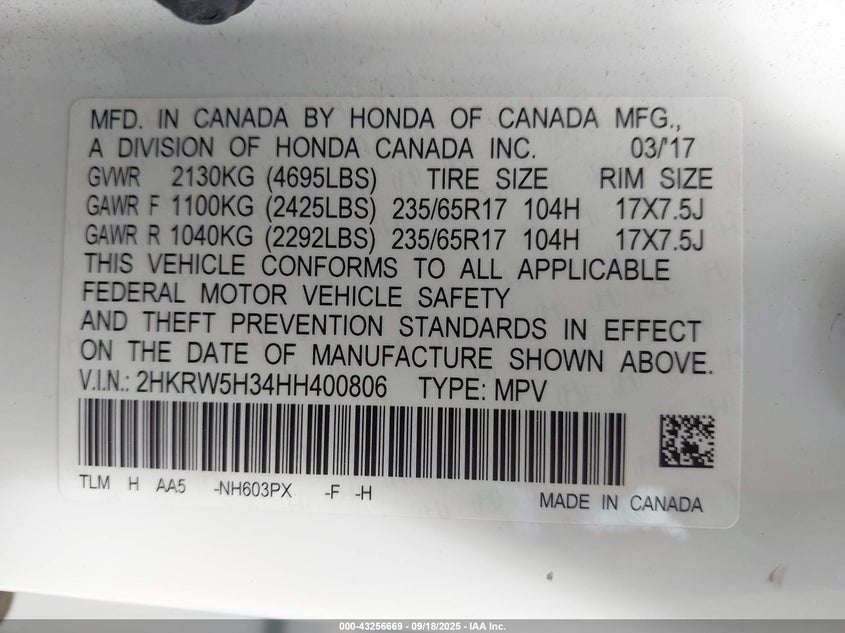 MFD. IN CANADA BY HONDA OF CANADA MFG.,
A DIVISION OF HONDA CANADA INC. 03/'17
GVWR 2130KG (4695LBS) TIRE SIZE RIM SIZE
GAWR F 1100KG (2425LBS) 235/65R17 104H 17X7.5J
GAWR R 1040KG (2292LBS) 235/65R17 104H 17X7.5J
THIS VEHICLE CONFORMS TO ALL APPLICABLE
FEDERAL MOTOR VEHICLE SAFETY
AND THEFT PREVENTION STANDARDS IN EFFECT
ON THE DATE OF MANUFACTURE SHOWN ABOVE.
V.I.N.: 2HKRW5H34HH400806 TYPE: MPV
TLM H AA5 -NH603PX -F -H
MADE IN CANADA
000-43256669 - 09/18/2025 - IAA Inc.